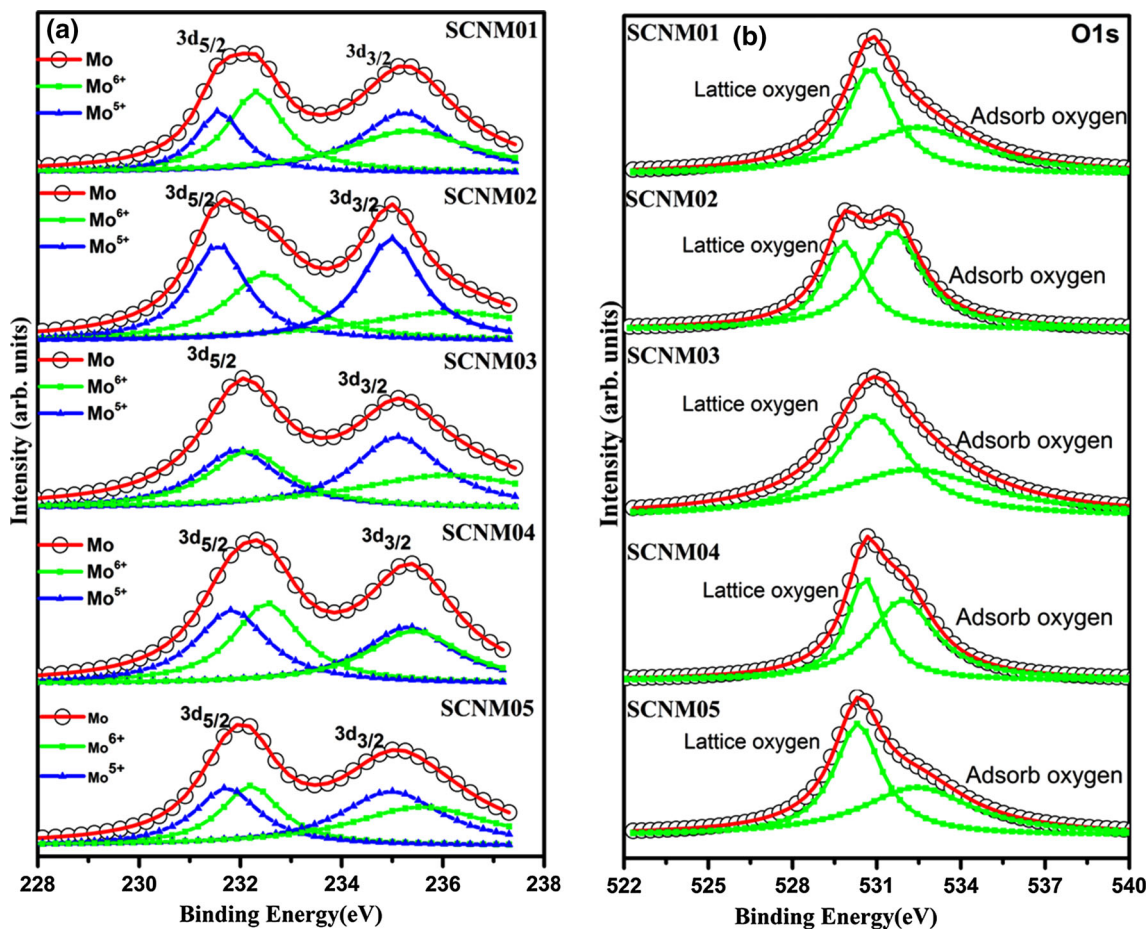 (a)
3d5/2
3d3/2
SCNM01
Mo
Mo6+
Mo5+
SCNM02
3d5/2
3d3/2
Mo
Mo6+
Mo5+
SCNM03
3d5/2
3d3/2
Mo
Mo6+
Mo5+
SCNM04
3d5/2
3d3/2
Mo
Mo6+
Mo5+
SCNM05
3d5/2
3d3/2
Mo
Mo6+
Mo5+
Intensity (arb. units)
228 230 232 234 236 238
Binding Energy(eV)
SCNM01
(b)
O1s
Lattice oxygen
Adsorb oxygen
SCNM02
Lattice oxygen
Adsorb oxygen
SCNM03
Lattice oxygen
Adsorb oxygen
SCNM04
Lattice oxygen
Adsorb oxygen
SCNM05
Lattice oxygen
Adsorb oxygen
Intensity (arb. units)
522 525 528 531 534 537 540
Binding Energy(eV)